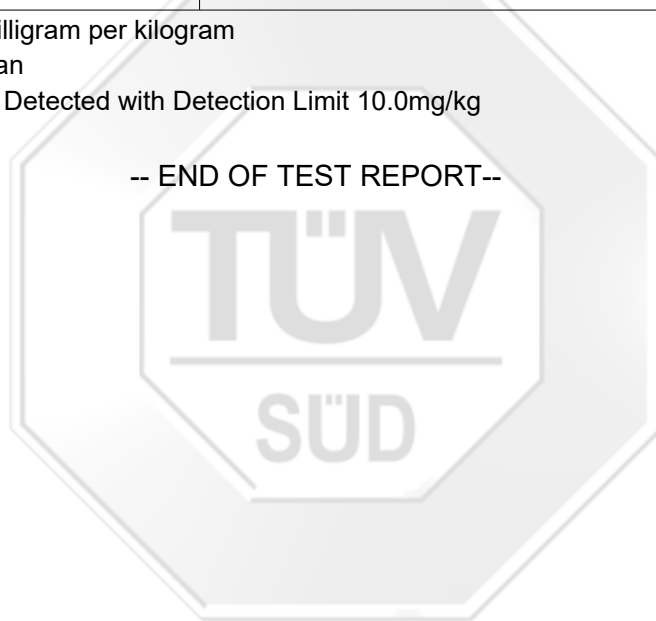 illigram per kilogram
an
Detected with Detection Limit 10.0mg/kg
-- END OF TEST REPORT--
TÜV
SÜD